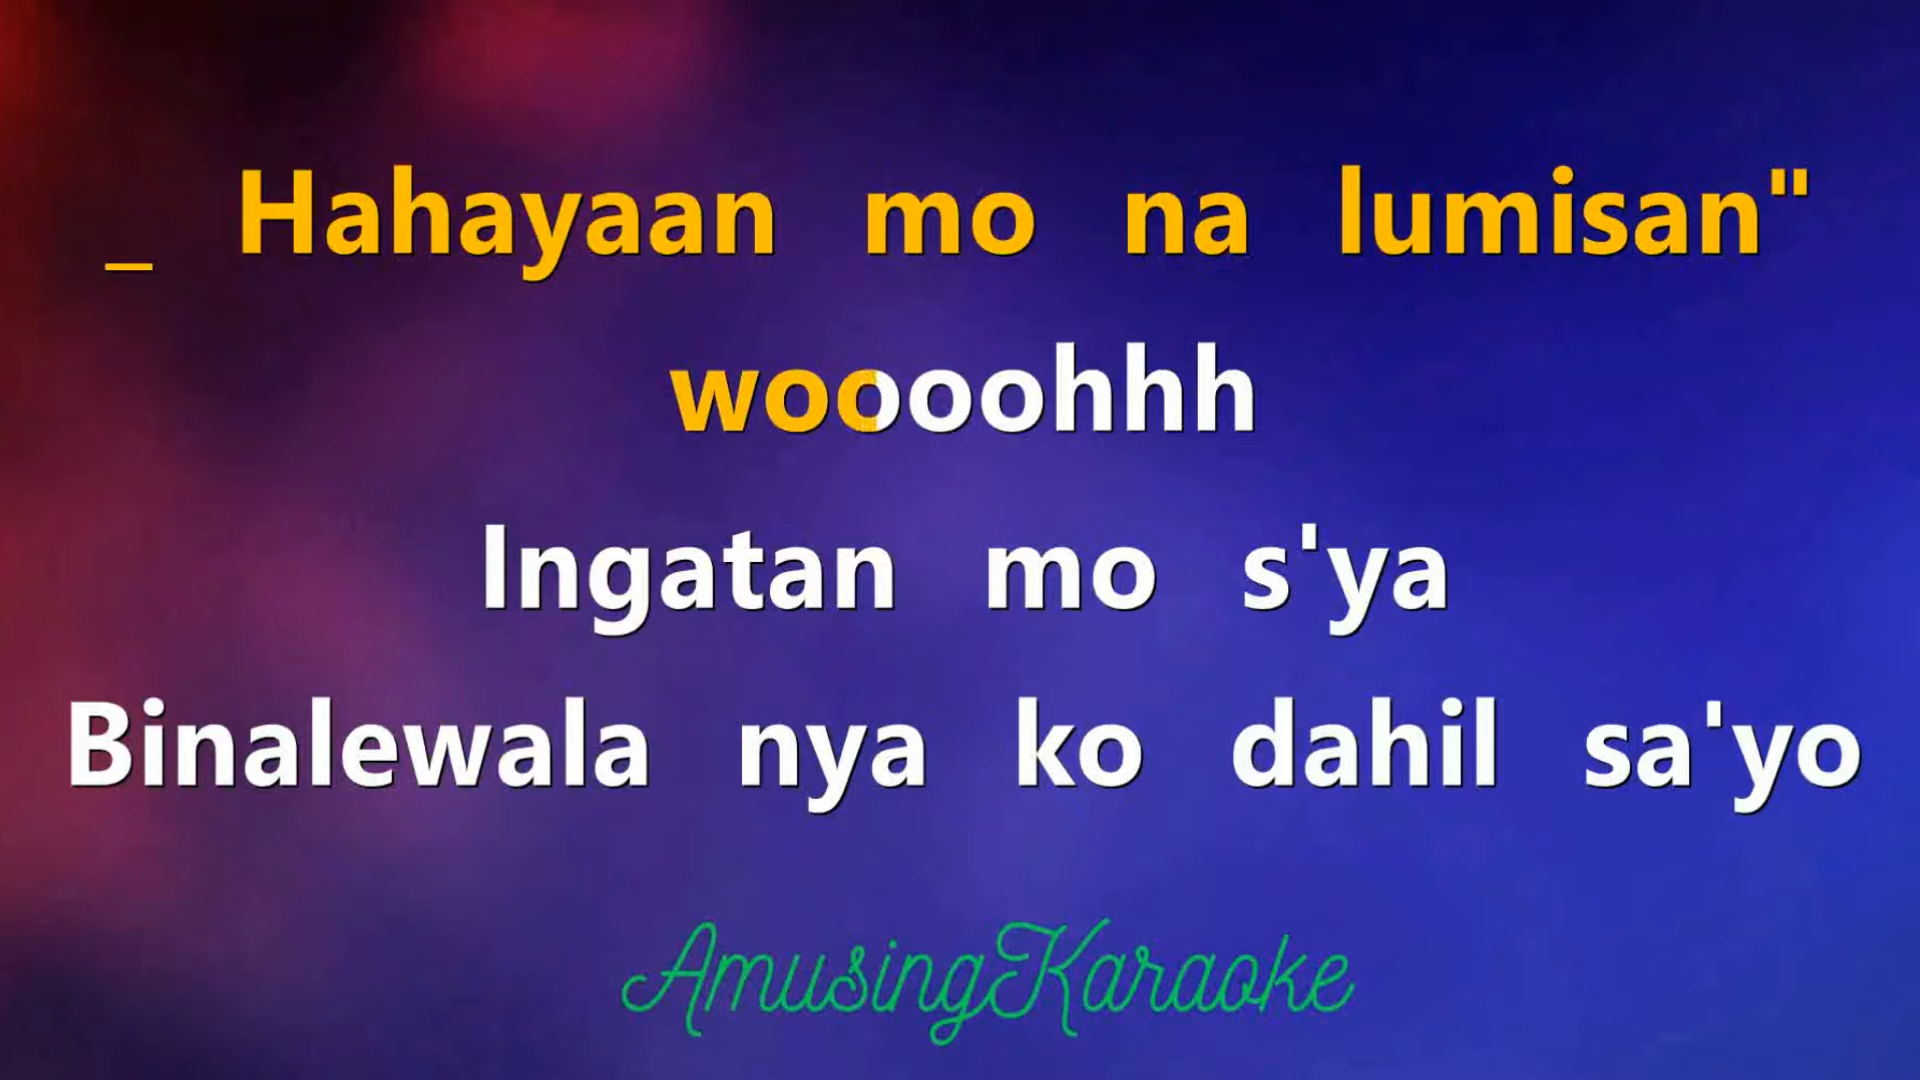 _ Hahayaan mo na lumisan"
woooohhh
Ingatan mo s'ya
Binalewala nya ko dahil sa'yo
AmusingKaraoke